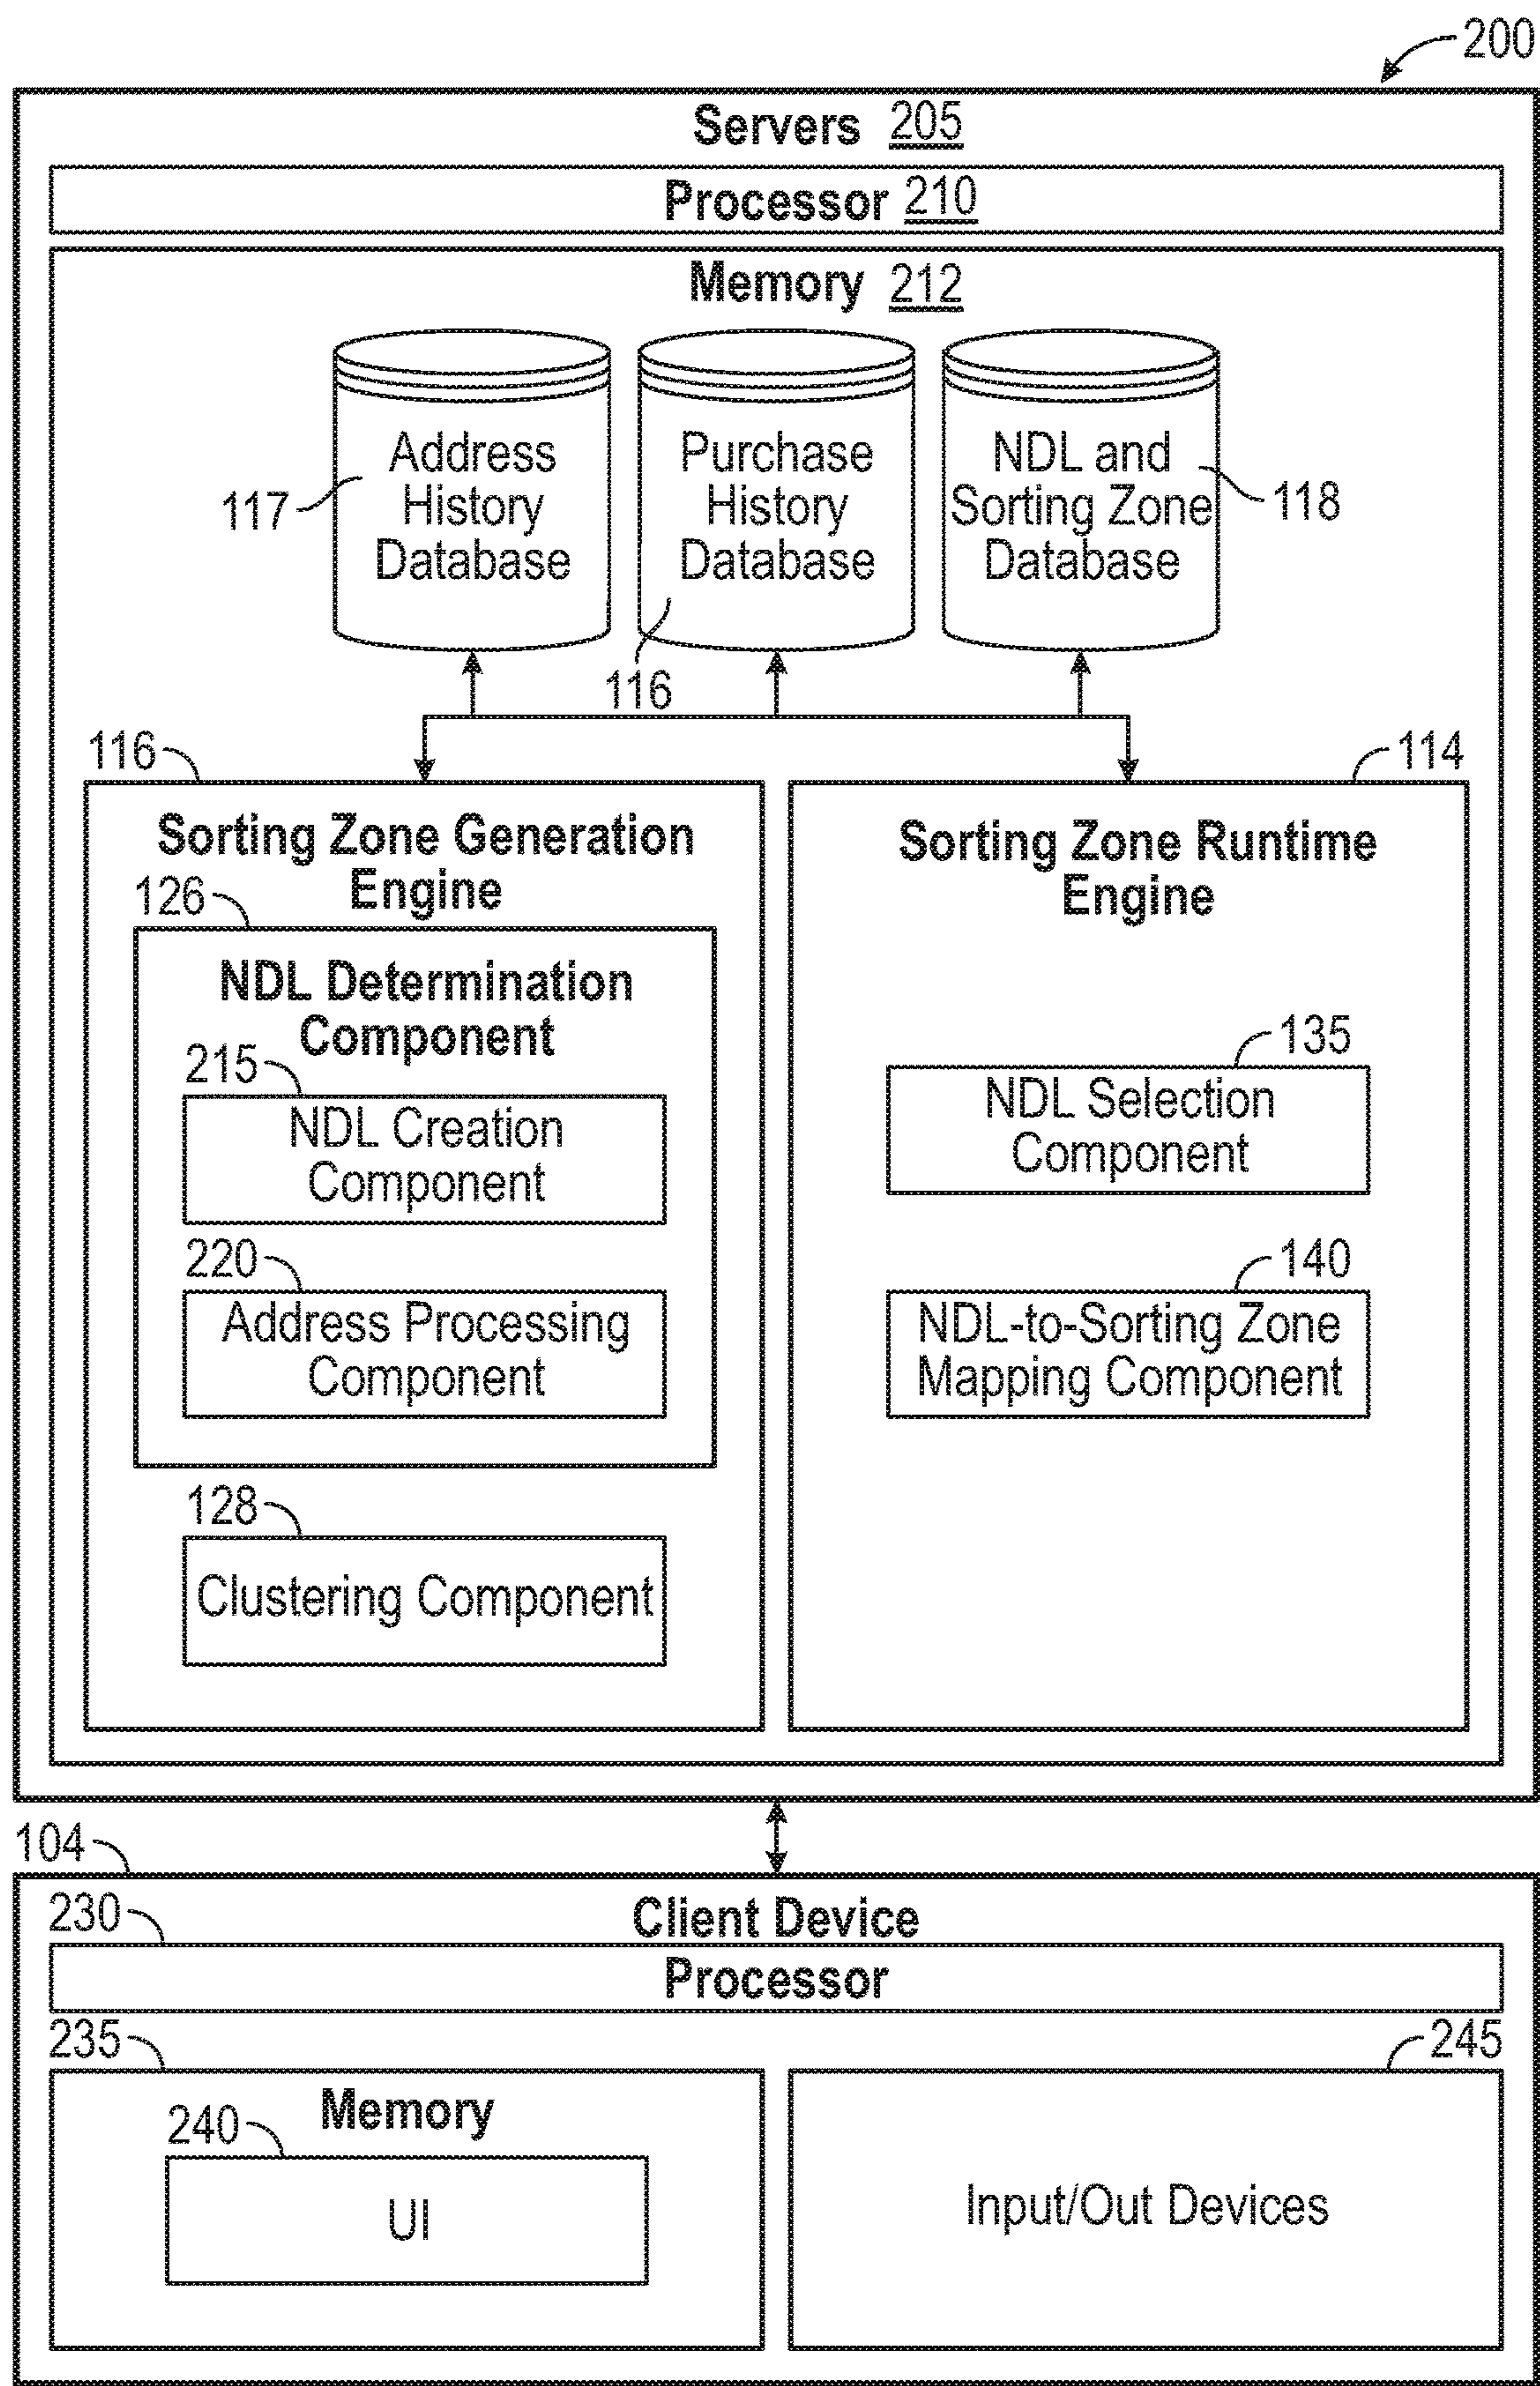 200
Servers 205
Processor 210
Memory 212
Address
History
Database
117
Purchase
History
Database
116
NDL and
Sorting Zone
Database
118
116
Sorting Zone Generation
Engine
126
NDL Determination
Component
215
NDL Creation
Component
220
Address Processing
Component
128
Clustering Component
114
Sorting Zone Runtime
Engine
135
NDL Selection
Component
140
NDL-to-Sorting Zone
Mapping Component
104
Client Device
230
Processor
235
Memory
240
UI
245
Input/Out Devices